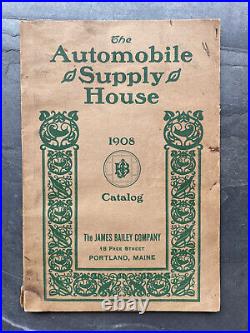 The
Automobile
Supply
House
1908
Catalog
The JAMES BAILEY COMPANY
18 Free Street
PORTLAND, MAINE